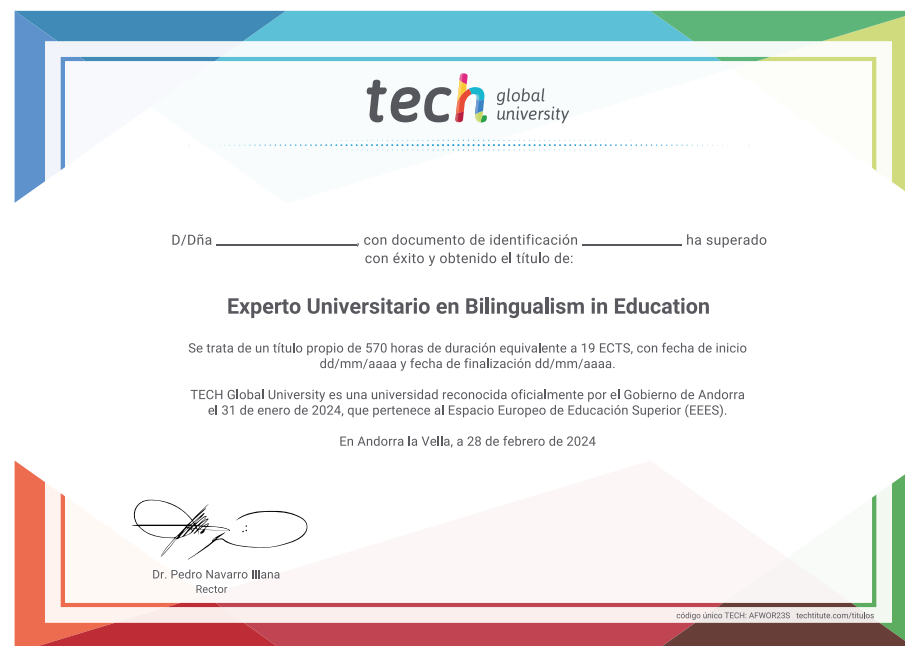 tech global university
D/Dña ____________________, con documento de identificación ______________ ha superado
con éxito y obtenido el título de:
Experto Universitario en Bilingualism in Education
Se trata de un título propio de 570 horas de duración equivalente a 19 ECTS, con fecha de inicio
dd/mm/aaaa y fecha de finalización dd/mm/aaaa.
TECH Global University es una universidad reconocida oficialmente por el Gobierno de Andorra
el 31 de enero de 2024, que pertenece al Espacio Europeo de Educación Superior (EEES).
En Andorra la Vella, a 28 de febrero de 2024
Dr. Pedro Navarro Illana
Rector
código único TECH: AFWOR23S techtitute.com/titulos